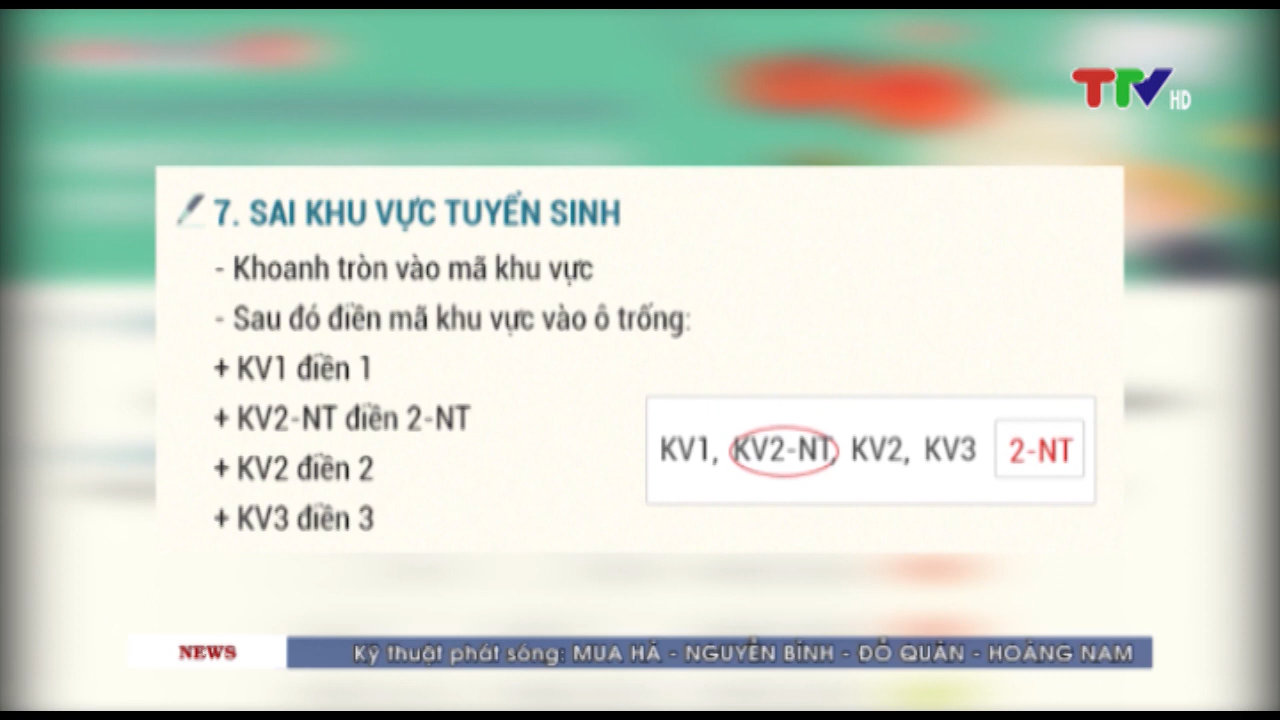 TTV HD
7. SAI KHU VỰC TUYỂN SINH
- Khoanh tròn vào mã khu vực
- Sau đó điền mã khu vực vào ô trống:
+ KV1 điền 1
+ KV2-NT điền 2-NT
+ KV2 điền 2
+ KV3 điền 3
KV1, KV2-NT, KV2, KV3 2-NT
NEWS Kỹ thuật phát sóng: MUA HÀ - NGUYỄN BÌNH - ĐỖ QUÂN - HOÀNG NAM